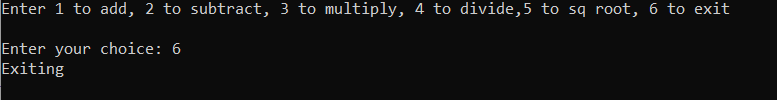 Enter 1 to add, 2 to subtract, 3 to multiply, 4 to divide,5 to sq root, 6 to exit
Enter your choice: 6
Exiting